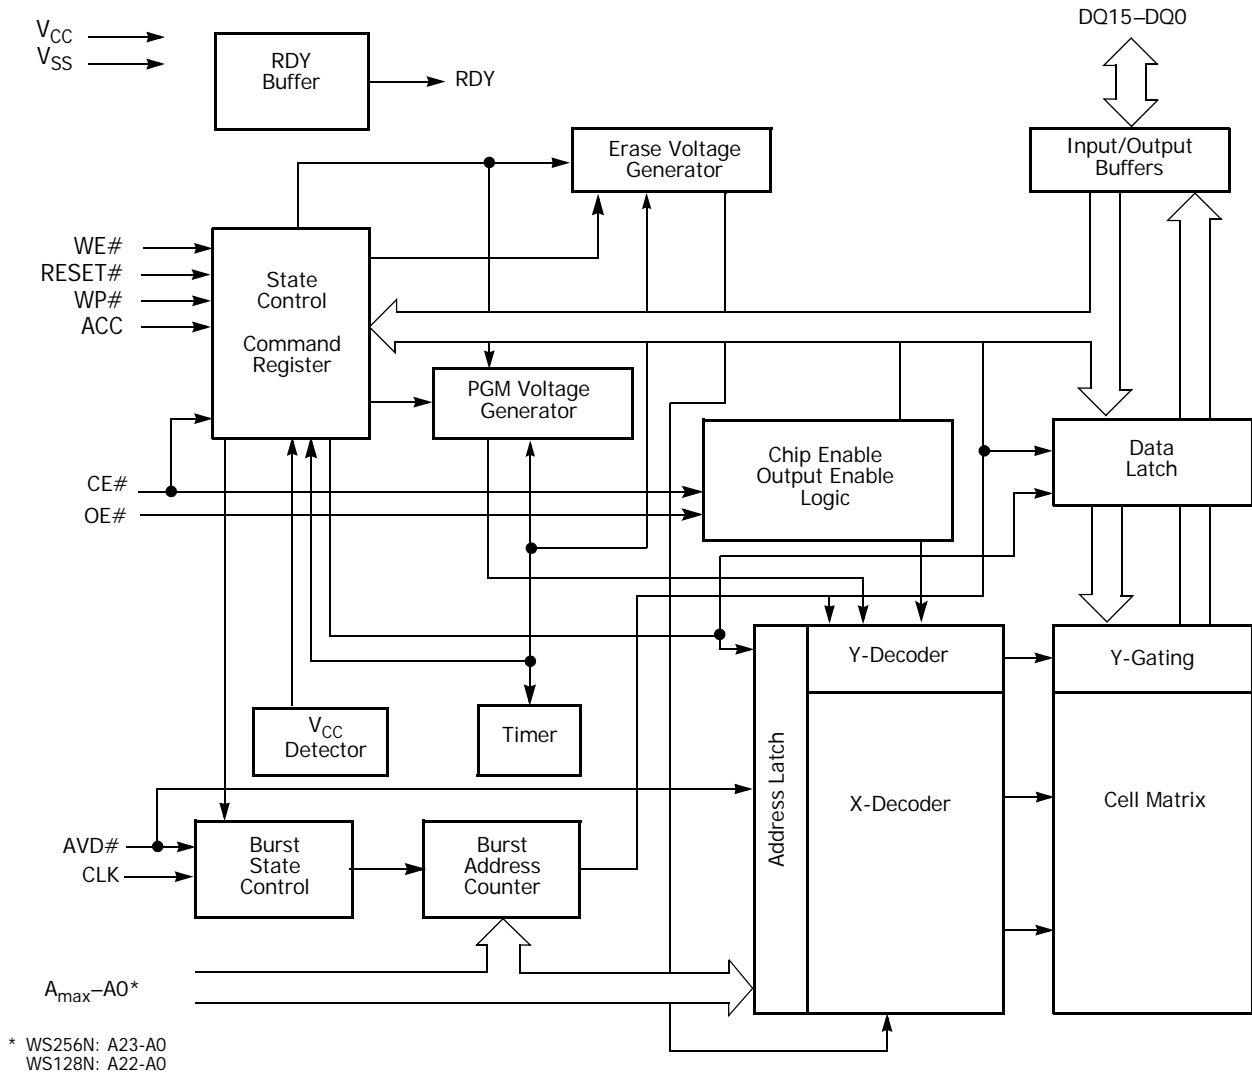 DQ15–DQ0
VCC
VSS
RDY
Buffer
RDY
Erase Voltage
Generator
Input/Output
Buffers
WE#
RESET#
WP#
ACC
State
Control
Command
Register
PGM Voltage
Generator
CE#
OE#
Chip Enable
Output Enable
Logic
Data
Latch
Y-Decoder
Y-Gating
VCC
Detector
Timer
Address Latch
X-Decoder
Cell Matrix
AVD#
CLK
Burst
State
Control
Burst
Address
Counter
Amax–A0*
* WS256N: A23-A0
WS128N: A22-A0